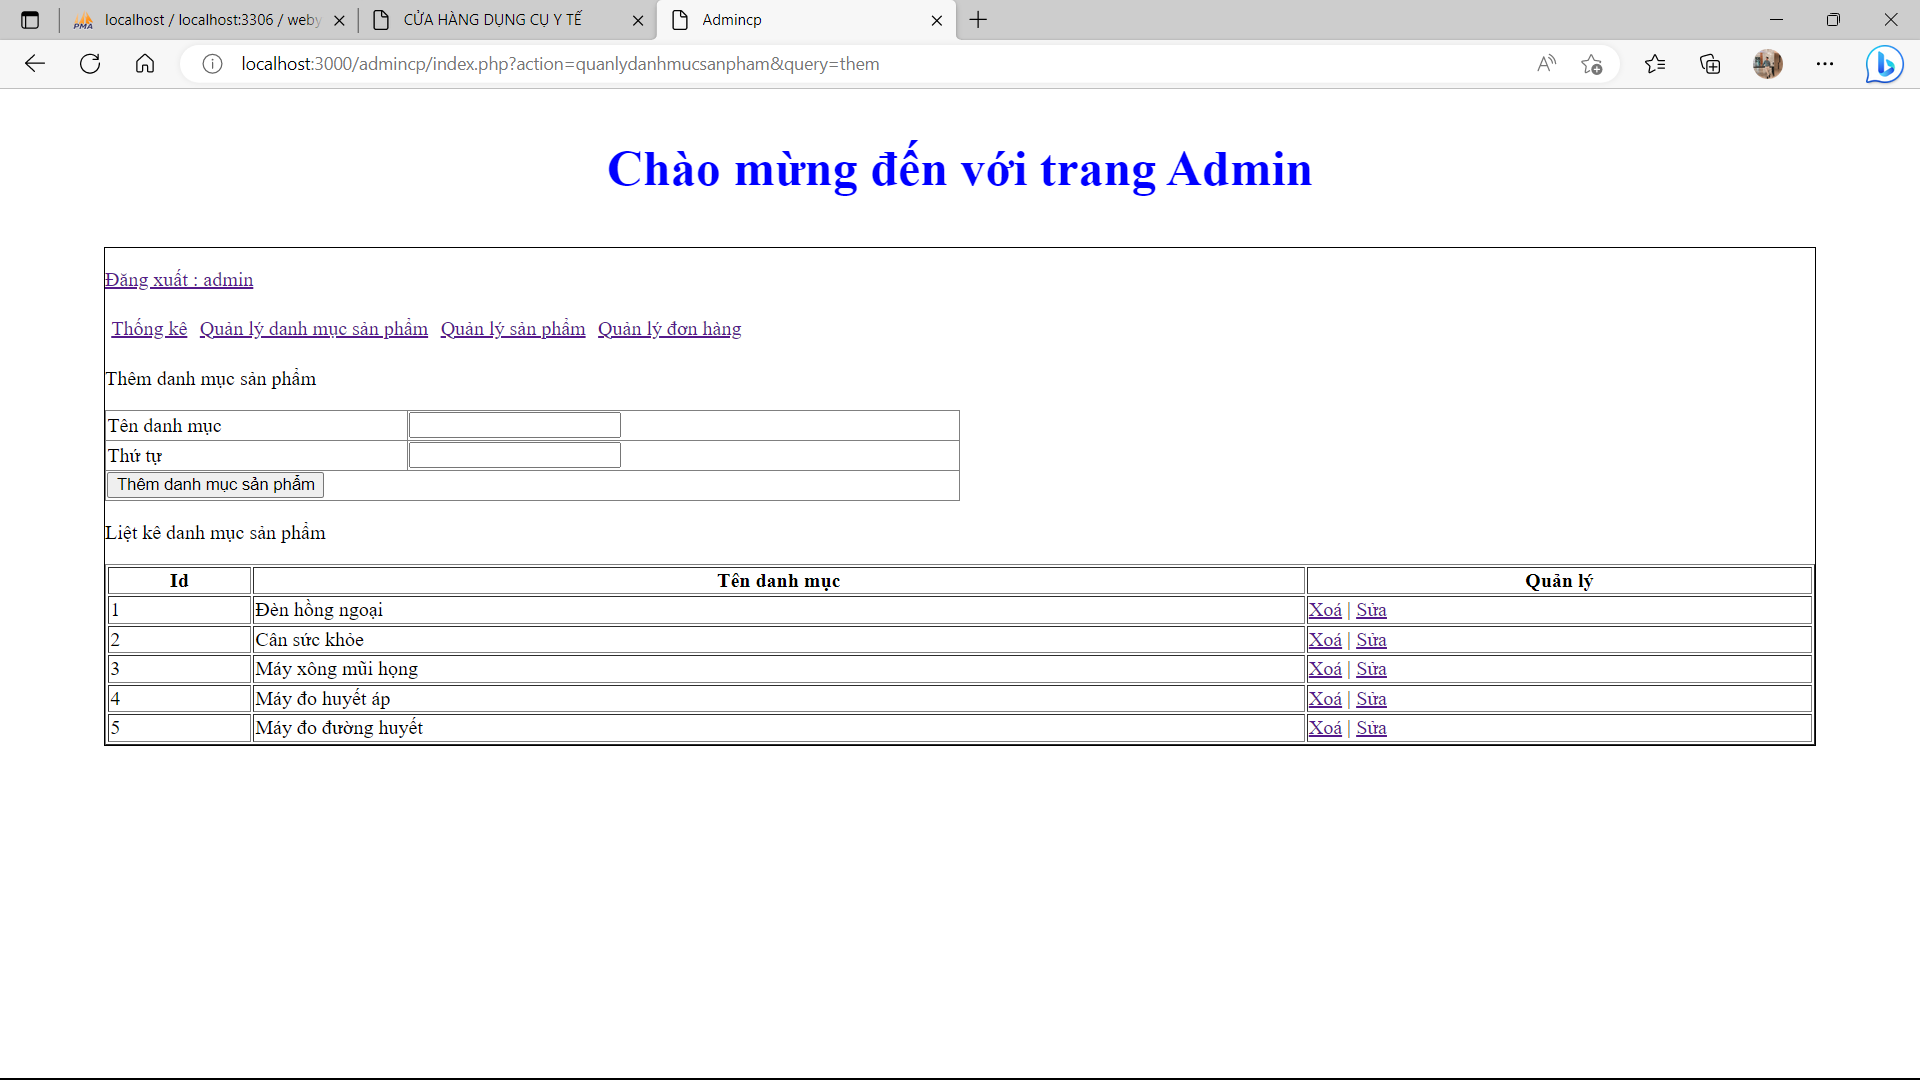 localhost / localhost:3306 / weby
CỬA HÀNG DỤNG CỤ Y TẾ
Admincp
localhost:3000/admincp/index.php?action=quanlydanhmucsanpham&query=them
Chào mừng đến với trang Admin
Đăng xuất : admin
Thống kê Quản lý danh mục sản phẩm Quản lý sản phẩm Quản lý đơn hàng
Thêm danh mục sản phẩm
Tên danh mục
Thứ tự
Thêm danh mục sản phẩm
Liệt kê danh mục sản phẩm
Id Tên danh mục Quản lý
1 Đèn hồng ngoại Xoá | Sửa
2 Cân sức khỏe Xoá | Sửa
3 Máy xông mũi họng Xoá | Sửa
4 Máy đo huyết áp Xoá | Sửa
5 Máy đo đường huyết Xoá | Sửa